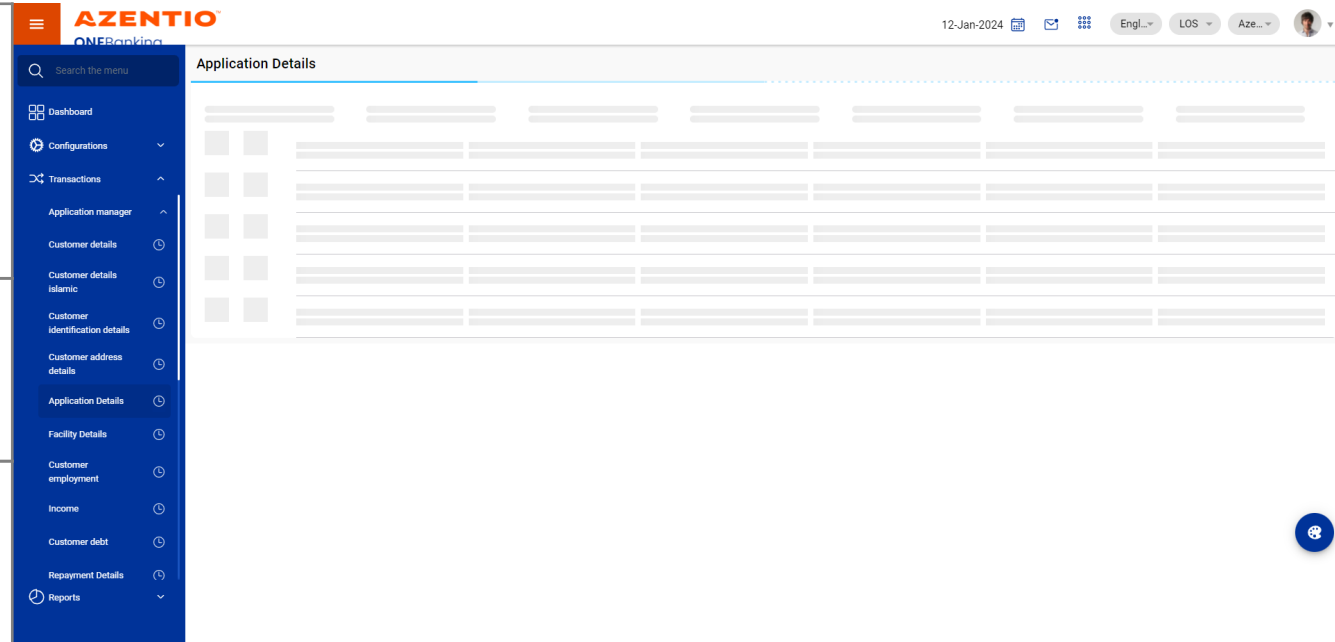 AZENTIO™
ONEBanking
12-Jan-2024
Engl...
LOS
Aze...
Search the menu
Application Details
Dashboard
Configurations
Transactions
Application manager
Customer details
Customer details
islamic
Customer
identification details
Customer address
details
Application Details
Facility Details
Customer
employment
Income
Customer debt
Repayment Details
Reports